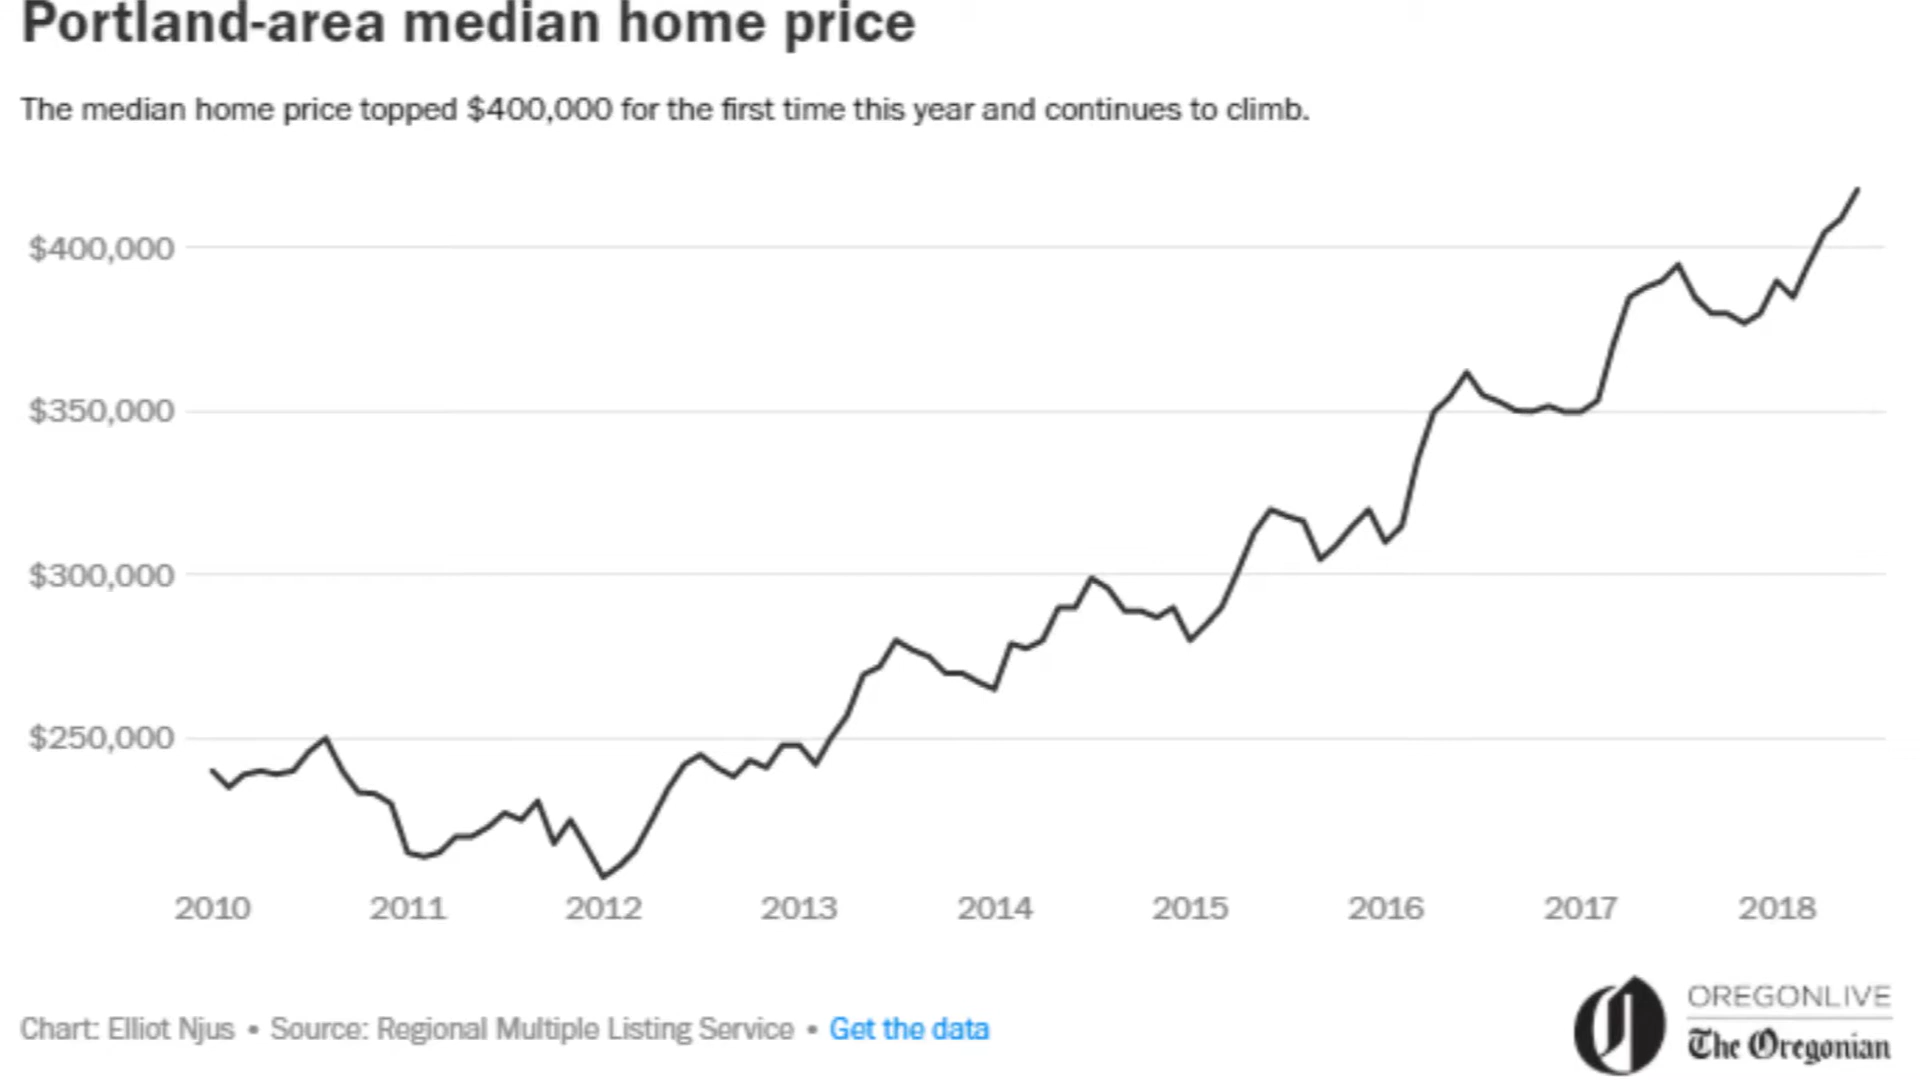 Portland-area median home price
The median home price topped $400,000 for the first time this year and continues to climb.
$400,000
$350,000
$300,000
$250,000
2010 2011 2012 2013 2014 2015 2016 2017 2018
Chart: Elliot Njus • Source: Regional Multiple Listing Service • Get the data
O
OREGONLIVE
The Oregonian